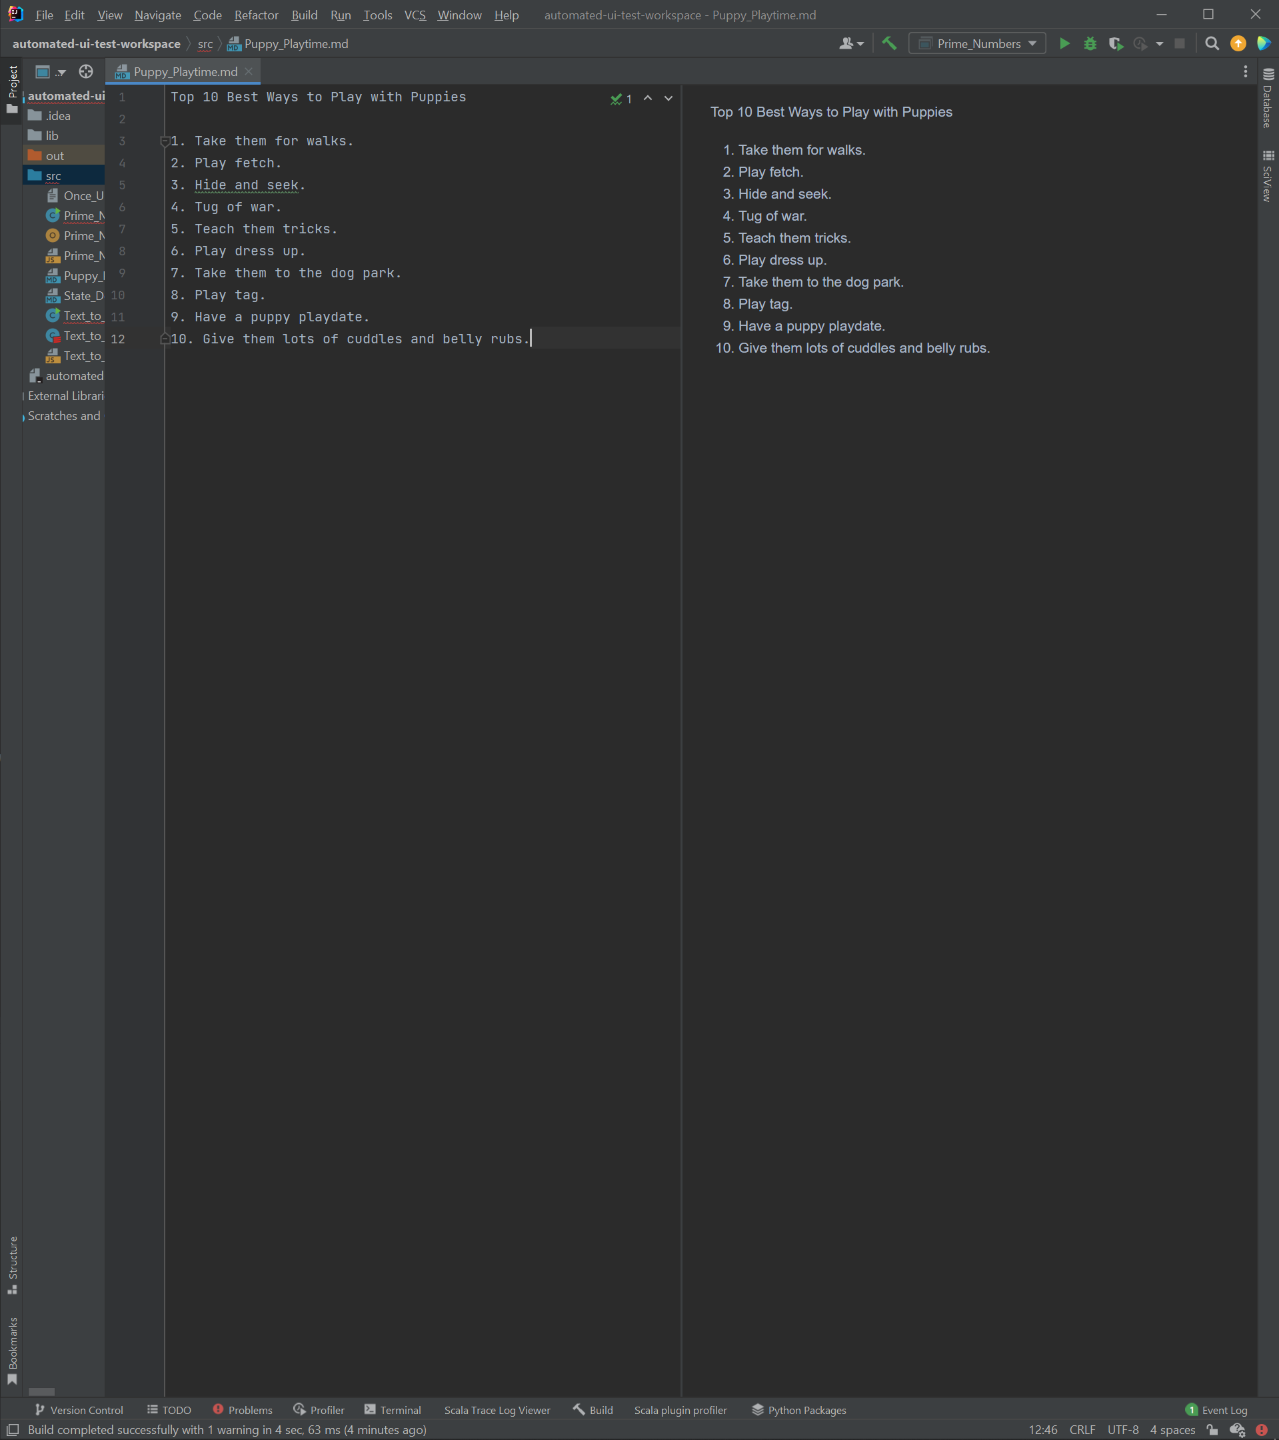 File Edit View Navigate Code Refactor Build Run Tools VCS Window Help automated-ui-test-workspace - Puppy_Playtime.md
automated-ui-test-workspace src Puppy_Playtime.md Prime_Numbers
Project
Puppy_Playtime.md
automated-ui
.idea
lib
out
src
Once_U
Prime_N
Prime_N
Prime_N
Puppy_
State_D
Text_to_
Text_to_
Text_to_
automated
External Librari
Scratches and
1 Top 10 Best Ways to Play with Puppies
2
3 1. Take them for walks.
4 2. Play fetch.
5 3. Hide and seek.
6 4. Tug of war.
7 5. Teach them tricks.
8 6. Play dress up.
9 7. Take them to the dog park.
10 8. Play tag.
11 9. Have a puppy playdate.
12 10. Give them lots of cuddles and belly rubs.
1
Top 10 Best Ways to Play with Puppies
1. Take them for walks.
2. Play fetch.
3. Hide and seek.
4. Tug of war.
5. Teach them tricks.
6. Play dress up.
7. Take them to the dog park.
8. Play tag.
9. Have a puppy playdate.
10. Give them lots of cuddles and belly rubs.
Database
SciView
Structure
Bookmarks
Version Control TODO Problems Profiler Terminal Scala Trace Log Viewer Build Scala plugin profiler Python Packages 1 Event Log
Build completed successfully with 1 warning in 4 sec, 63 ms (4 minutes ago) 12:46 CRLF UTF-8 4 spaces